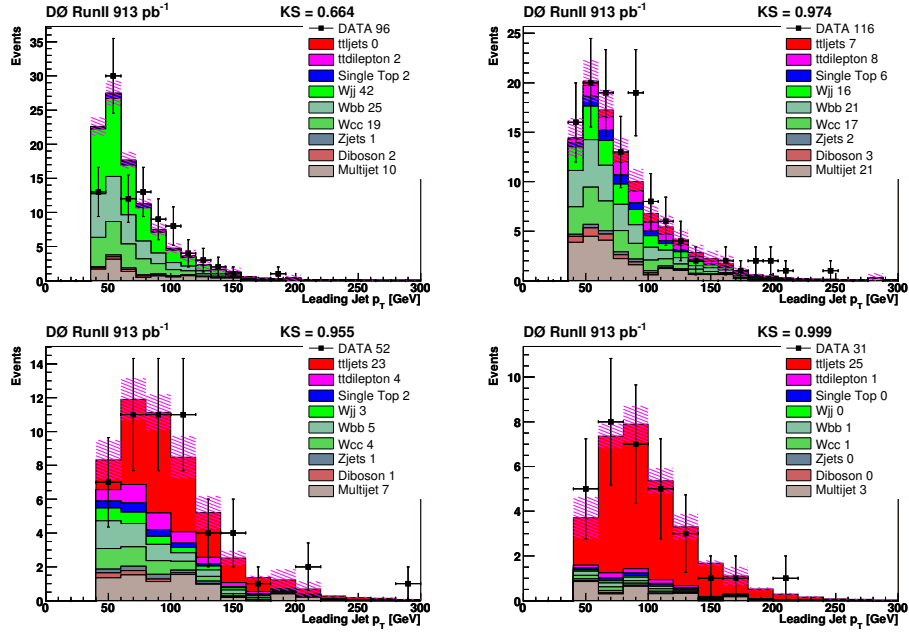 DØ RunII 913 pb-1 KS = 0.664
Events
35
30
25
20
15
10
5
0
DATA 96
ttljets 0
ttdilepton 2
Single Top 2
Wjj 42
Wbb 25
Wcc 19
Zjets 1
Diboson 2
Multijet 10
0 50 100 150 200 250 300
Leading Jet pT [GeV]
DØ RunII 913 pb-1 KS = 0.974
Events
25
20
15
10
5
0
DATA 116
ttljets 7
ttdilepton 8
Single Top 6
Wjj 16
Wbb 21
Wcc 17
Zjets 2
Diboson 3
Multijet 21
0 50 100 150 200 250 300
Leading Jet pT [GeV]
DØ RunII 913 pb-1 KS = 0.955
Events
14
12
10
8
6
4
2
0
DATA 52
ttljets 23
ttdilepton 4
Single Top 2
Wjj 3
Wbb 5
Wcc 4
Zjets 1
Diboson 1
Multijet 7
0 50 100 150 200 250 300
Leading Jet pT [GeV]
DØ RunII 913 pb-1 KS = 0.999
Events
10
8
6
4
2
0
DATA 31
ttljets 25
ttdilepton 1
Single Top 0
Wjj 0
Wbb 1
Wcc 1
Zjets 0
Diboson 0
Multijet 3
0 50 100 150 200 250 300
Leading Jet pT [GeV]